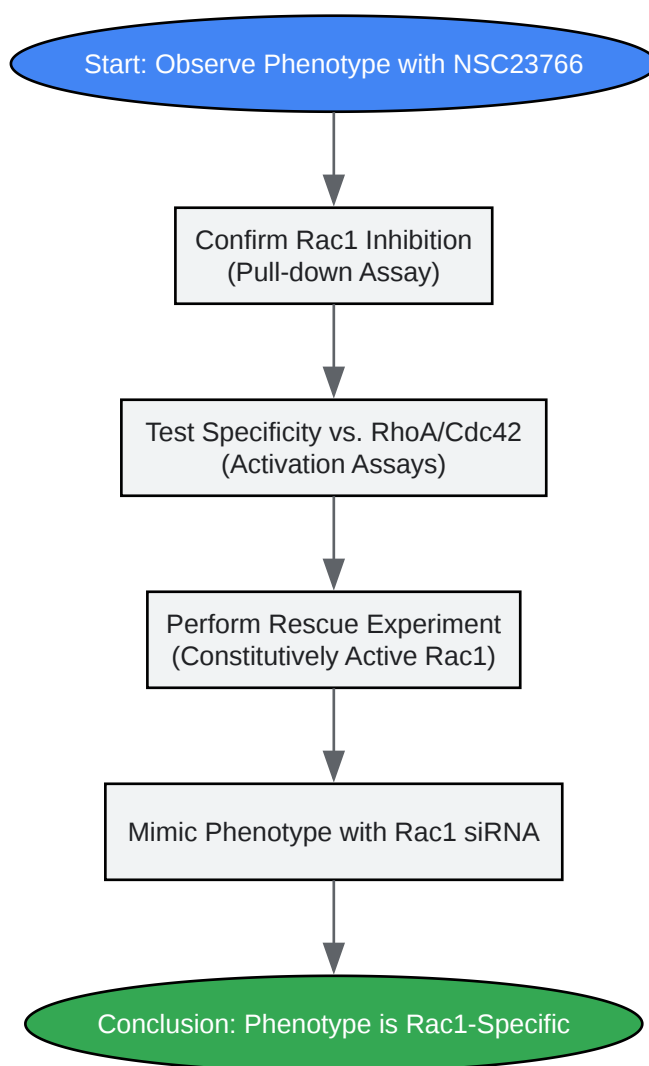 Start: Observe Phenotype with NSC23766
Confirm Rac1 Inhibition
(Pull-down Assay)
Test Specificity vs. RhoA/Cdc42
(Activation Assays)
Perform Rescue Experiment
(Constitutively Active Rac1)
Mimic Phenotype with Rac1 siRNA
Conclusion: Phenotype is Rac1-Specific